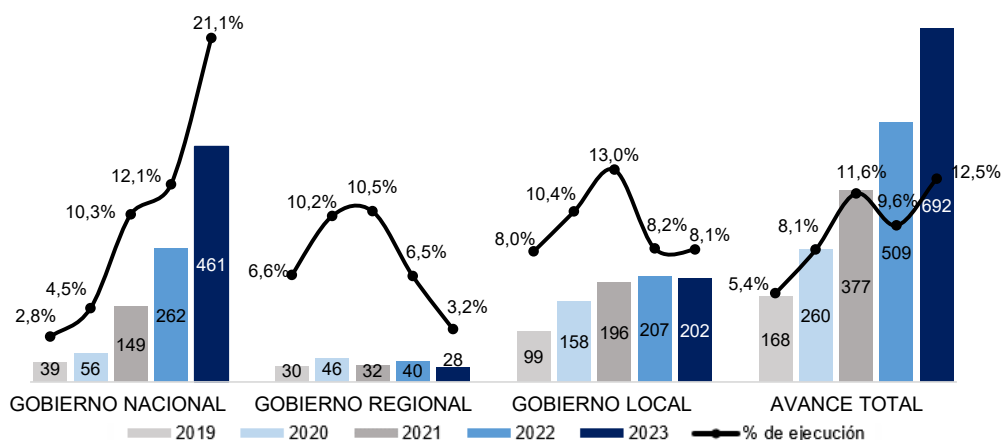 21,1%
12,1%
10,3%
4,5%
2,8%
39 56 149 262 461
10,2% 10,5%
6,6% 6,5%
3,2%
30 46 32 40 28
13,0%
10,4%
8,0% 8,2% 8,1%
99 158 196 207 202
11,6% 12,5%
9,6%
8,1%
5,4%
168 260 377 509 692
GOBIERNO NACIONAL GOBIERNO REGIONAL GOBIERNO LOCAL AVANCE TOTAL
2019 2020 2021 2022 2023 % de ejecución